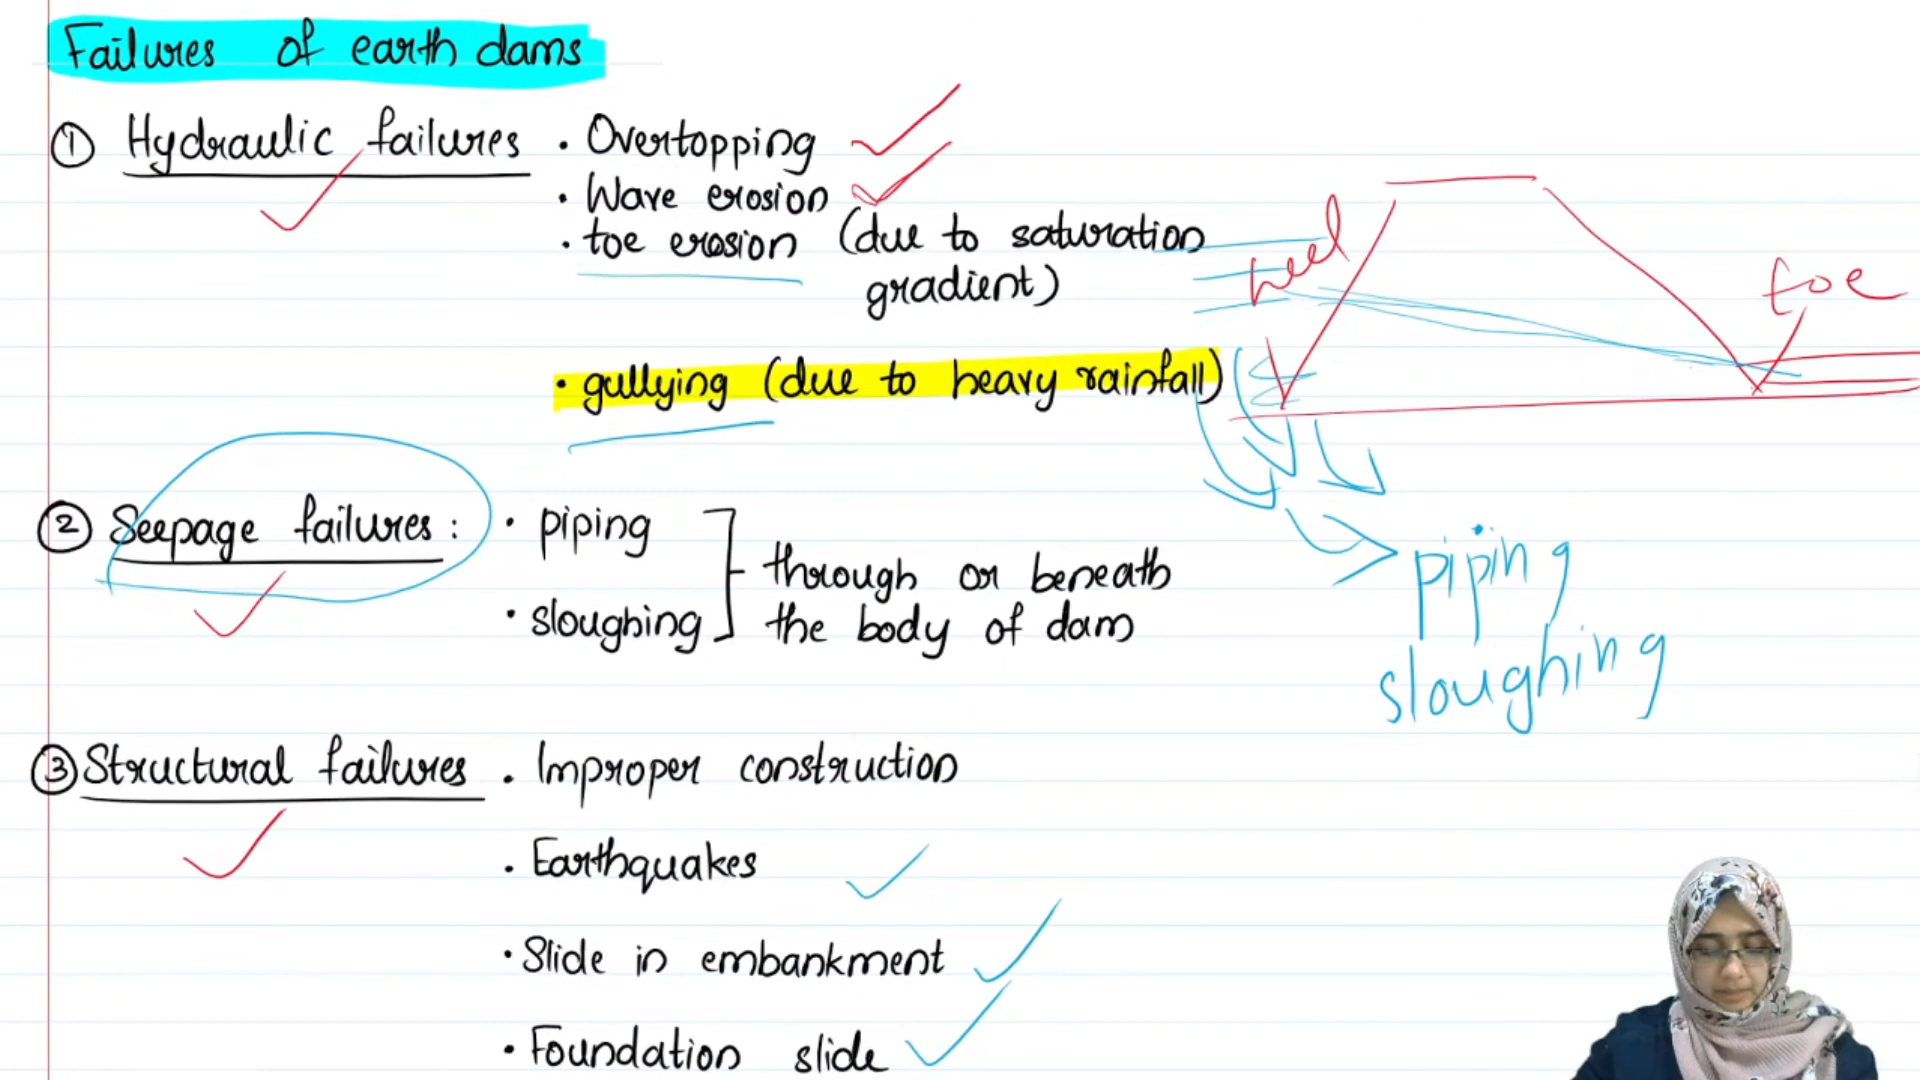 Failures of earth dams
① Hydraulic failures • Overtopping
• Wave erosion
• toe erosion (due to saturation
gradient)
• gullying (due to heavy rainfall)
heel
toe
② Seepage failures : • piping
• sloughing
through or beneath
the body of dam
piping
sloughing
③ Structural failures • Improper construction
• Earthquakes
• Slide in embankment
• Foundation slide